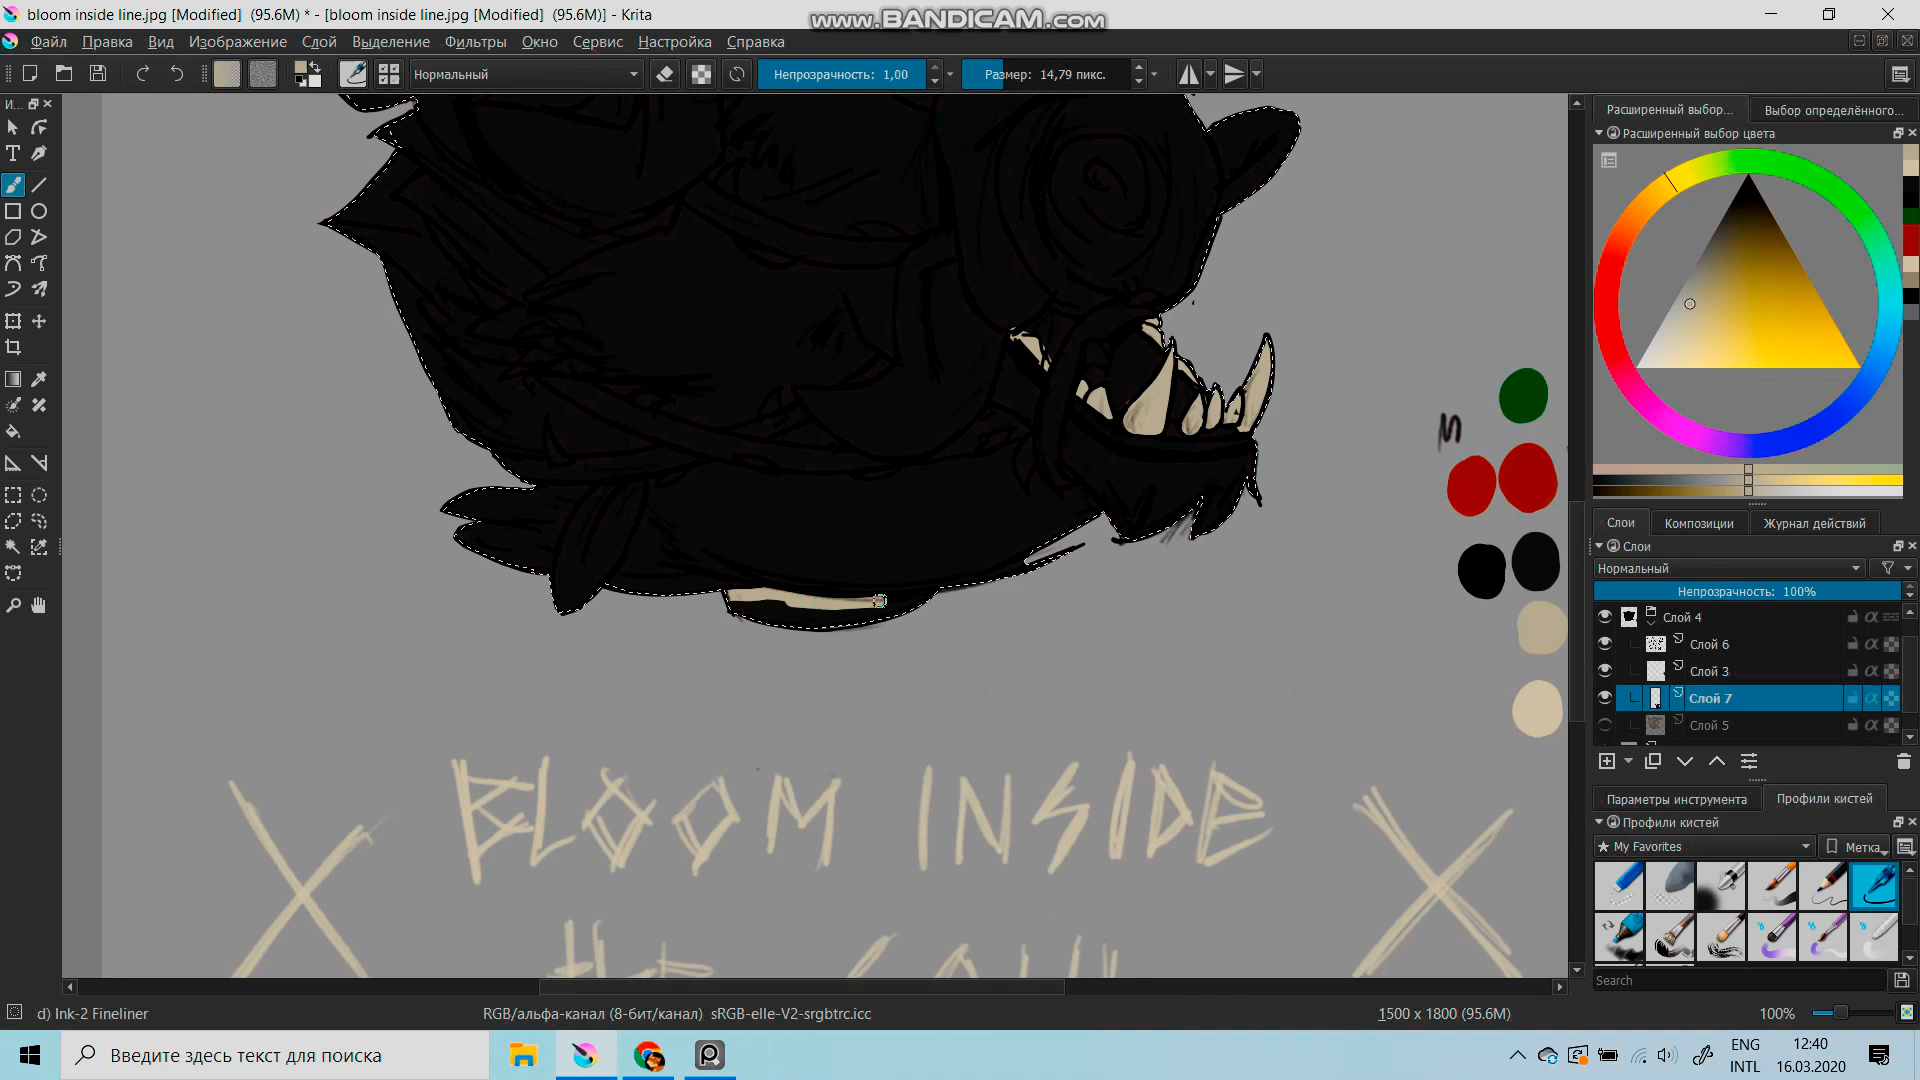 bloom inside line.jpg [Modified]  (95.6M) * - [bloom inside line.jpg [Modified]  (95.6M)] - Krita
www.BANDICAM.com
Файл Правка Вид Изображение Слой Выделение Фильтры Окно Сервис Настройка Справка
Нормальный Непрозрачность: 1,00 Размер: 14,79 пикс.
И...
Расширенный выбор... Выбор определённого...
Расширенный выбор цвета
Слои Композиции Журнал действий
Слои
Нормальный
Непрозрачность: 100%
Слой 4
Слой 6
Слой 3
Слой 7
Слой 5
BLOOM INSIDE
Параметры инструмента Профили кистей
Профили кистей
★ My Favorites Метка
Search
d) Ink-2 Fineliner RGB/альфа-канал (8-бит/канал)  sRGB-elle-V2-srgbtrc.icc 1500 x 1800 (95.6M) 100%
Введите здесь текст для поиска
ENG 12:40
INTL 16.03.2020